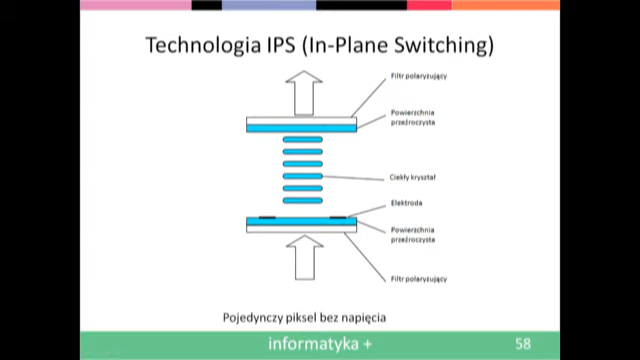 Technologia IPS (In-Plane Switching)
Filtr polaryzujący
Powierzchnia
przeźroczysta
Ciekły kryształ
Elektroda
Powierzchnia
przeźroczysta
Filtr polaryzujący
Pojedynczy piksel bez napięcia
informatyka +
58